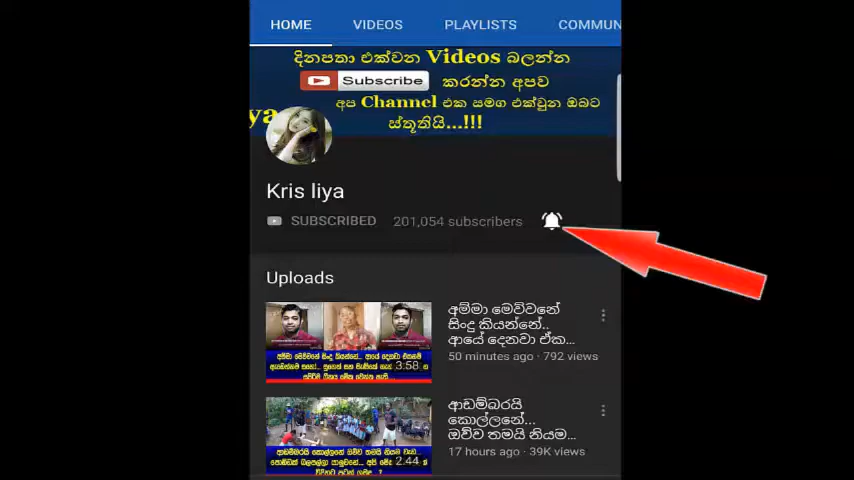 HOME VIDEOS PLAYLISTS COMMUN
දිනපතා එක්වන Videos බලන්න
Subscribe කරන්න අපව
අප Channel එක සමග එක්වුන ඔබට
ස්තූතියි...!!!
ya
Kris liya
SUBSCRIBED 201,054 subscribers
Uploads
අම්මා මෙව්වනේ
සිංදු කියන්නේ..
ආයේ දෙනවා ඒක...
50 minutes ago · 792 views
3:58
ආඩම්බරයි
කොල්ලනේ...
ඔව්ව තමයි නියම...
17 hours ago · 39K views
2:44